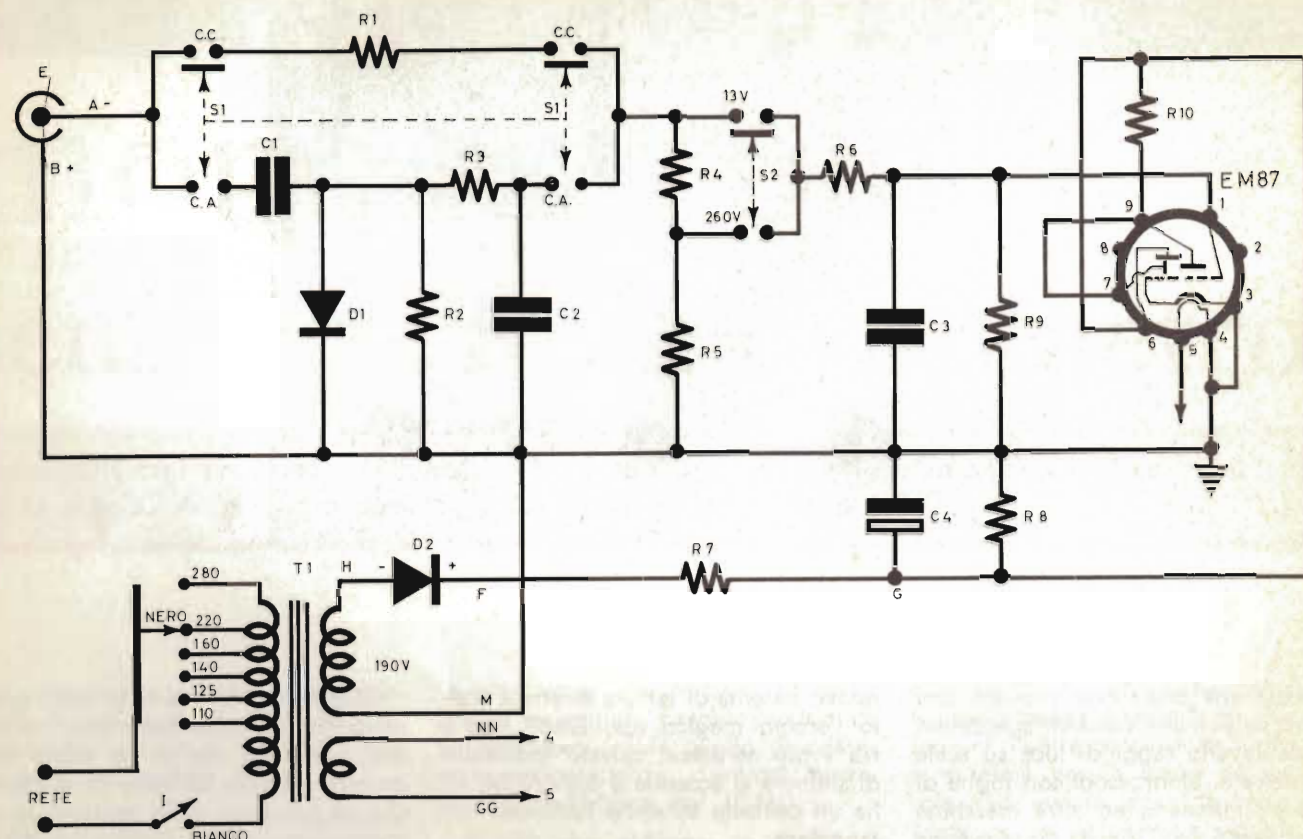 R1
C.C.
C.C.
E
A -
S1
S1
13V
R10
B +
C1
R3
R4
S2
R6
EM87
C.A.
C.A.
260V
9
1
8
2
7
3
6
5
4
D1
R2
C2
R5
C3
R9
C4
R8
D2
T1
H
-
+
R7
F
G
280
NERO
220
160
140
125
110
190V
M
NN
4
RETE
I
GG
5
BIANCO